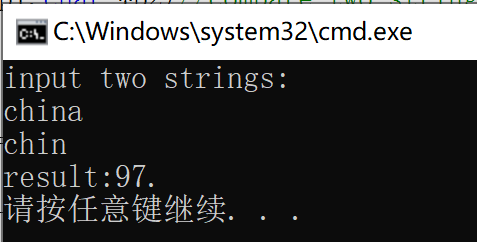 C:\Windows\system32\cmd.exe
input two strings:
china
chin
result:97.
请按任意键继续. . .